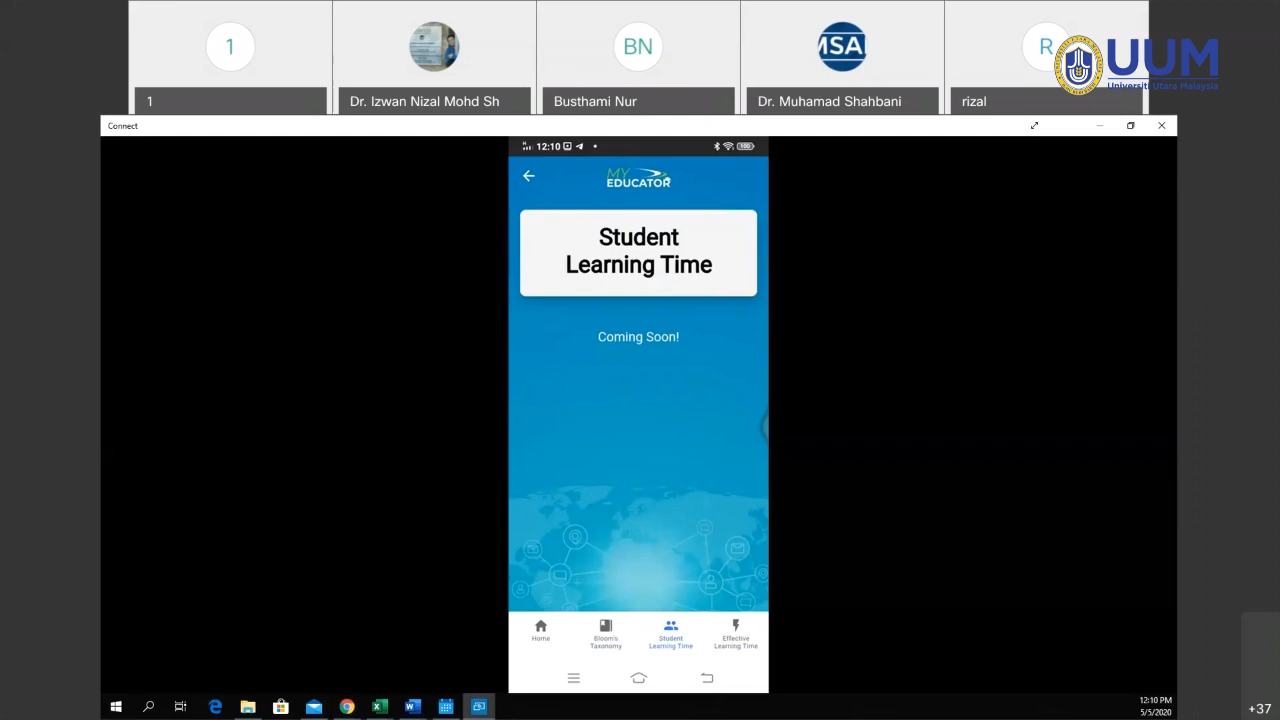 1
BN
MSA
R
UUM
Universiti Utara Malaysia
1
Dr. Izwan Nizal Mohd Sh
Busthami Nur
Dr. Muhamad Shahbani
rizal
Connect
12:10
100
MY
EDUCATOR
Student
Learning Time
Coming Soon!
Home
Bloom's
Taxonomy
Student
Learning Time
Effective
Learning Time
12:10 PM
5/5/2020
+37